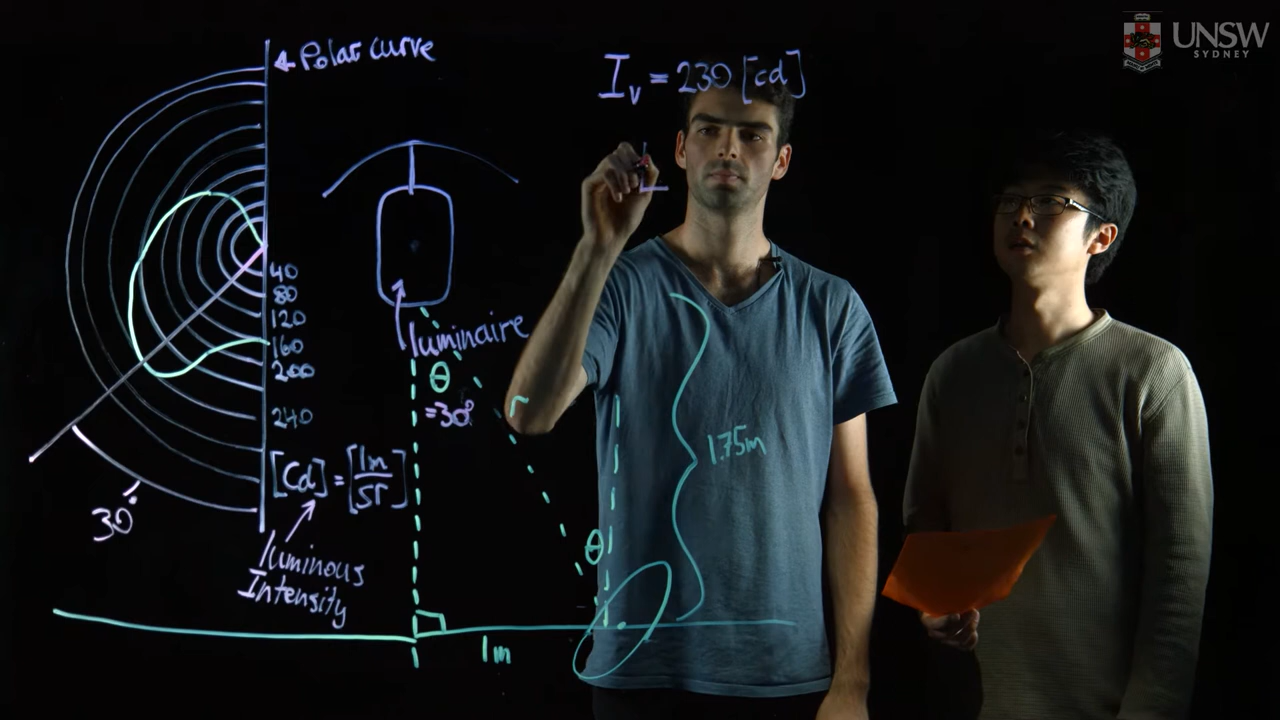 UNSW
SYDNEY
Polar curve
I_v = 230 [cd]
40
80
120
160
200
240
luminaire
θ
=30°
r
1.75m
[Cd] = [lm/sr]
30°
luminous
Intensity
θ
1m